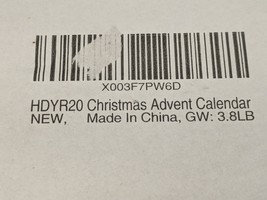 X003F7PW6D
HDYR20 Christmas Advent Calendar
NEW, Made In China, GW: 3.8LB